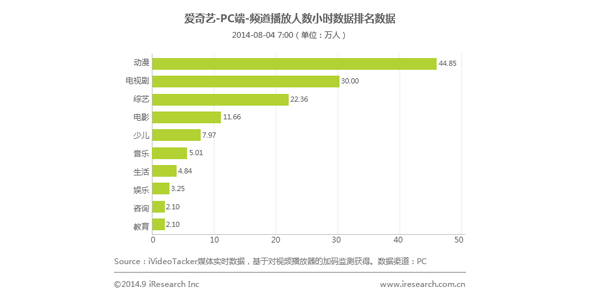 爱奇艺-PC端-频道播放人数小时数据排名数据
2014-08-04 7:00（单位：万人）
动漫 44.85
电视剧 30.00
综艺 22.36
电影 11.66
少儿 7.97
音乐 5.01
生活 4.84
娱乐 3.25
咨询 2.10
教育 2.10
0 10 20 30 40 50
Source：iVideoTacker媒体实时数据，基于对视频播放器的加码监测获得。数据渠道：PC
©2014.9 iResearch Inc www.iresearch.com.cn